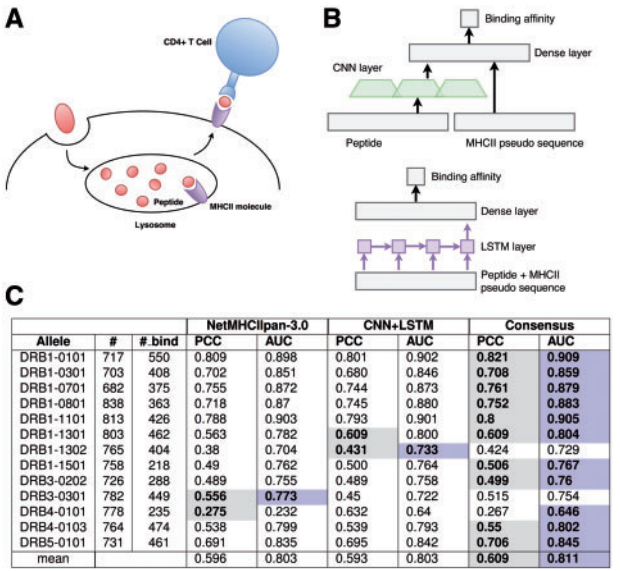 A
CD4+ T Cell
Peptide
MHCII molecule
Lysosome
B
Binding affinity
Dense layer
CNN layer
Peptide
MHCII pseudo sequence
Binding affinity
Dense layer
LSTM layer
Peptide + MHCII
pseudo sequence
C
NetMHCIIpan-3.0 CNN+LSTM Consensus
Allele # #_bind PCC AUC PCC AUC PCC AUC
DRB1-0101 717 550 0.809 0.898 0.801 0.902 0.821 0.909
DRB1-0301 703 408 0.702 0.851 0.680 0.846 0.708 0.859
DRB1-0701 682 375 0.755 0.872 0.744 0.873 0.761 0.879
DRB1-0801 838 363 0.718 0.87 0.745 0.880 0.752 0.883
DRB1-1101 813 426 0.788 0.903 0.793 0.901 0.8 0.905
DRB1-1301 803 462 0.563 0.782 0.609 0.800 0.609 0.804
DRB1-1302 765 404 0.38 0.704 0.431 0.733 0.424 0.729
DRB1-1501 758 218 0.49 0.762 0.500 0.764 0.506 0.767
DRB3-0202 726 288 0.489 0.755 0.489 0.758 0.499 0.76
DRB3-0301 782 449 0.556 0.773 0.45 0.722 0.515 0.754
DRB4-0101 778 235 0.275 0.232 0.632 0.64 0.267 0.646
DRB4-0103 764 474 0.538 0.799 0.539 0.793 0.55 0.802
DRB5-0101 731 461 0.691 0.835 0.695 0.842 0.706 0.845
mean 0.596 0.803 0.593 0.803 0.609 0.811